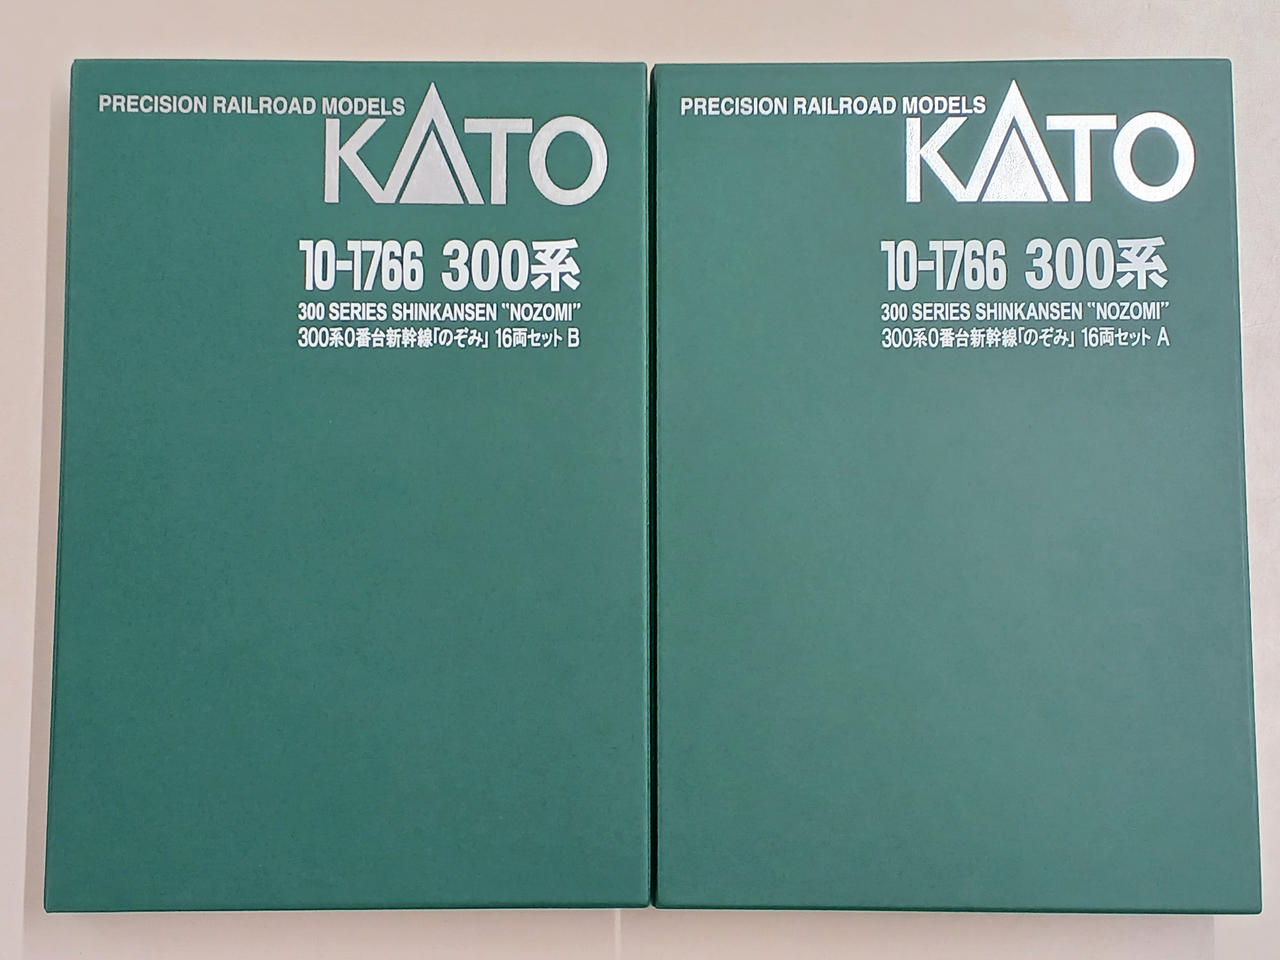 PRECISION RAILROAD MODELS
KATO
10-1766 300系
300 SERIES SHINKANSEN "NOZOMI"
300系0番台新幹線「のぞみ」 16両セット B
PRECISION RAILROAD MODELS
KATO
10-1766 300系
300 SERIES SHINKANSEN "NOZOMI"
300系0番台新幹線「のぞみ」 16両セット A